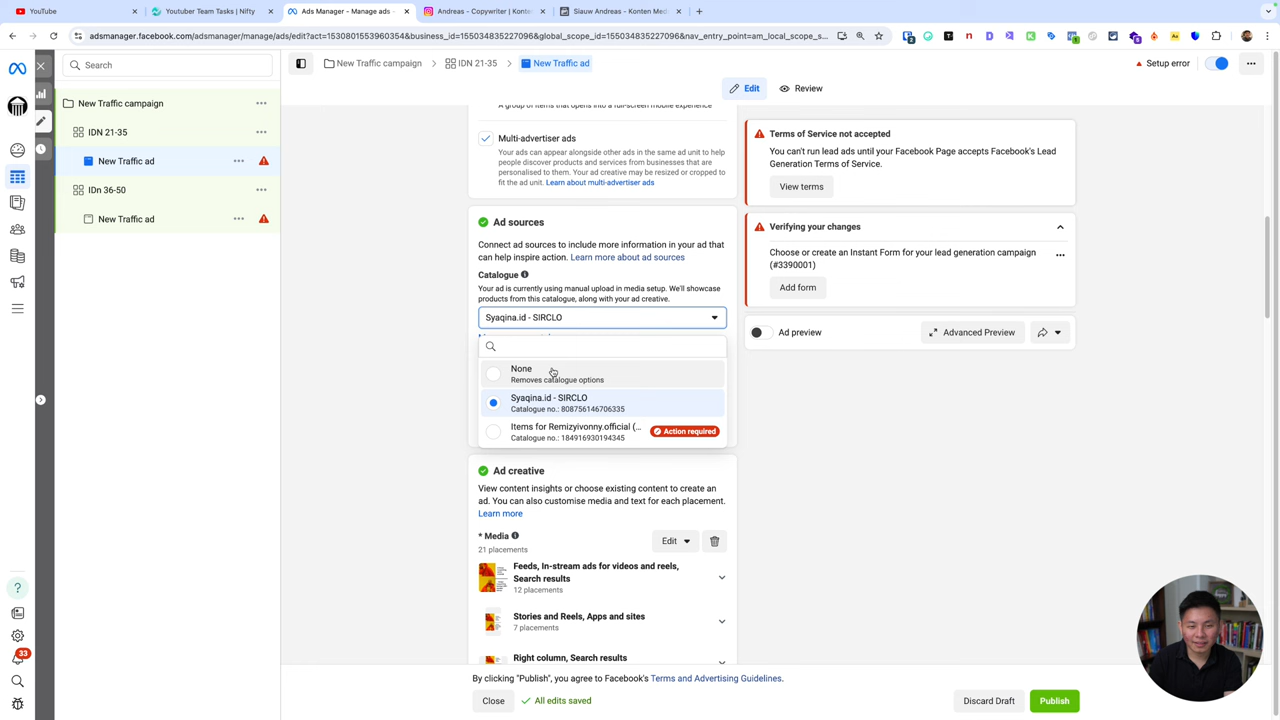 YouTube
Youtuber Team Tasks | Nifty
Ads Manager - Manage ads -
Andreas - Copywriter | Konten
Siauw Andreas - Konten Media
adsmanager.facebook.com/adsmanager/manage/ads/edit?act=1530801553960354&business_id=155034835227096&global_scope_id=155034835227096&nav_entry_point=am_local_scope_s...
Search
New Traffic campaign
IDN 21-35
New Traffic ad
IDn 36-50
New Traffic ad
33
New Traffic campaign
IDN 21-35
New Traffic ad
Setup error
Edit
Review
A group of items that opens into a full-screen mobile experience
Multi-advertiser ads
Your ads can appear alongside other ads in the same ad unit to help
people discover products and services from businesses that are
personalised to them. Your ad creative may be resized or cropped to
fit the ad unit. Learn about multi-advertiser ads
Ad sources
Connect ad sources to include more information in your ad that
can help inspire action. Learn more about ad sources
Catalogue
Your ad is currently using manual upload in media setup. We'll showcase
products from this catalogue, along with your ad creative.
Syaqina.id - SIRCLO
None
Removes catalogue options
Syaqina.id - SIRCLO
Catalogue no.: 808756146706335
Items for Remizyivonny.official (...
Action required
Catalogue no.: 184916930194345
Ad creative
View content insights or choose existing content to create an
ad. You can also customise media and text for each placement.
Learn more
* Media
Edit
21 placements
Feeds, In-stream ads for videos and reels,
Search results
12 placements
Stories and Reels, Apps and sites
7 placements
Right column, Search results
Terms of Service not accepted
You can't run lead ads until your Facebook Page accepts Facebook's Lead
Generation Terms of Service.
View terms
Verifying your changes
Choose or create an Instant Form for your lead generation campaign
(#3390001)
Add form
Ad preview
Advanced Preview
By clicking "Publish", you agree to Facebook's Terms and Advertising Guidelines.
Close
All edits saved
Discard Draft
Publish